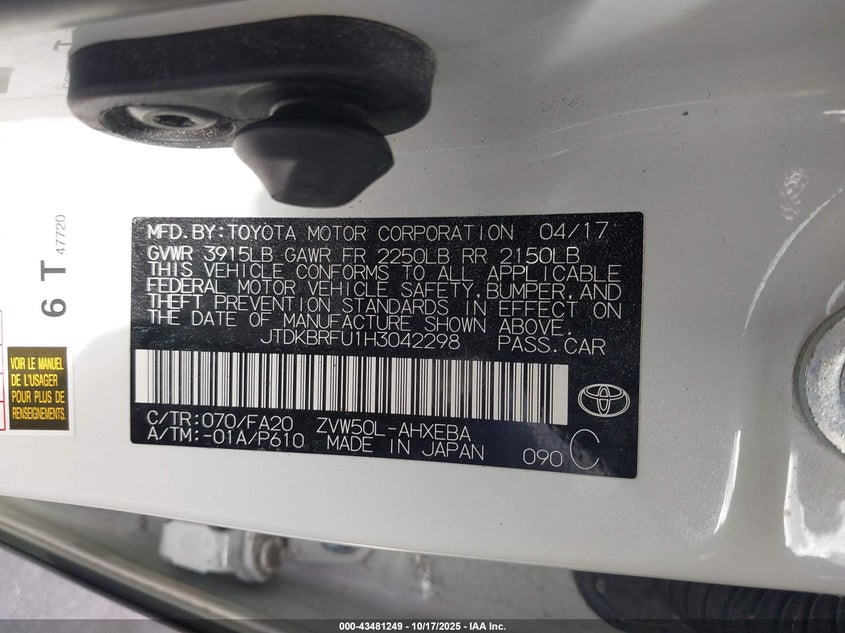 MFD.BY:TOYOTA MOTOR CORPORATION 04/17
GVWR 3915LB GAWR FR 2250LB RR 2150LB
THIS VEHICLE CONFORMS TO ALL APPLICABLE
FEDERAL MOTOR VEHICLE SAFETY,BUMPER,AND
THEFT PREVENTION STANDARDS IN EFFECT ON
THE DATE OF MANUFACTURE SHOWN ABOVE.
JTDKBRFU1H3042298 PASS.CAR
C/TR:070/FA20 ZVW50L-AHXEBA
A/TM:-01A/P610 MADE IN JAPAN 090 C
6 T 47720
VOIR LE MANUEL
DE L'USAGER
POUR PLUS DE
RENSEIGNEMENTS.
000-43481249 - 10/17/2025 - IAA Inc.